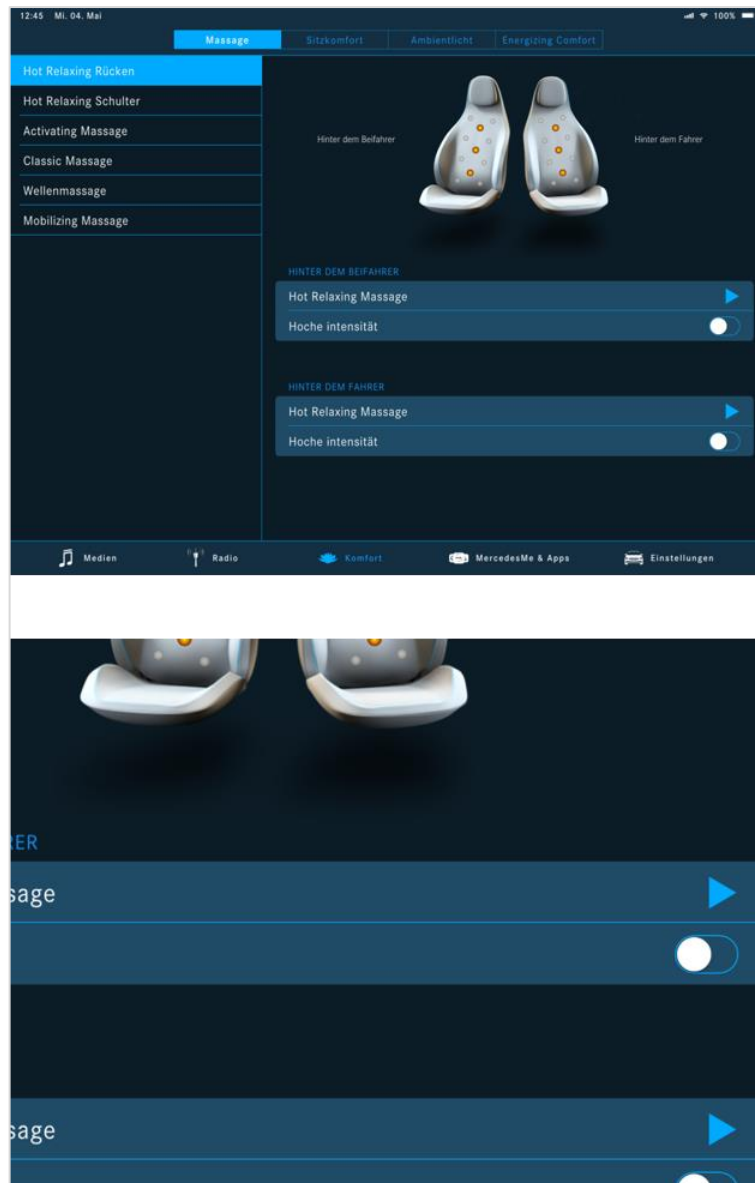 12:45 Mi. 04. Mai 100%
Massage Sitzkomfort Ambientlicht Energizing Comfort
Hot Relaxing Rücken
Hot Relaxing Schulter
Activating Massage
Classic Massage
Wellenmassage
Mobilizing Massage
Hinter dem Beifahrer Hinter dem Fahrer
HINTER DEM BEIFAHRER
Hot Relaxing Massage
Hoche intensität
HINTER DEM FAHRER
Hot Relaxing Massage
Hoche intensität
Medien Radio Komfort MercedesMe & Apps Einstellungen
ER
sage
sage